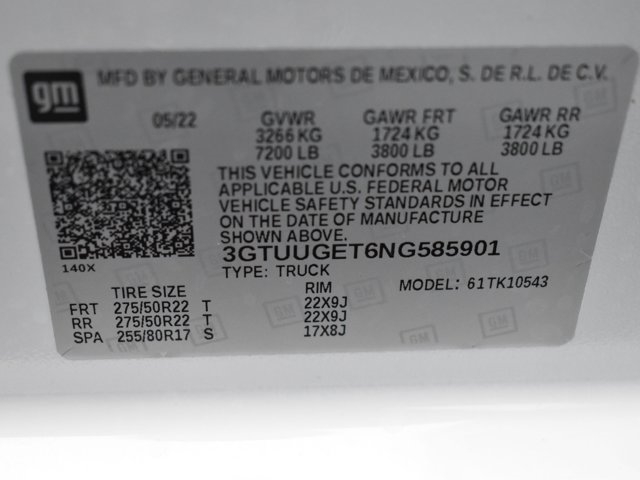 gm MFD BY GENERAL MOTORS DE MEXICO, S. DE R.L. DE C.V.
05/22 GVWR GAWR FRT GAWR RR
3266 KG 1724 KG 1724 KG
7200 LB 3800 LB 3800 LB
THIS VEHICLE CONFORMS TO ALL
APPLICABLE U.S. FEDERAL MOTOR
VEHICLE SAFETY STANDARDS IN EFFECT
ON THE DATE OF MANUFACTURE
SHOWN ABOVE.
3GTUUGET6NG585901
140X
TYPE: TRUCK MODEL: 61TK10543
TIRE SIZE RIM
FRT 275/50R22 T 22X9J
RR 275/50R22 T 22X9J
SPA 255/80R17 S 17X8J